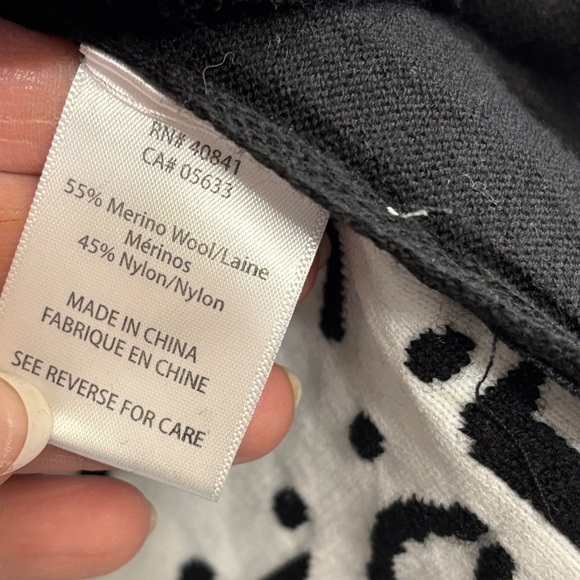 RN# 40841
CA# 05633
55% Merino Wool/Laine
Mérinos
45% Nylon/Nylon
MADE IN CHINA
FABRIQUE EN CHINE
SEE REVERSE FOR CARE